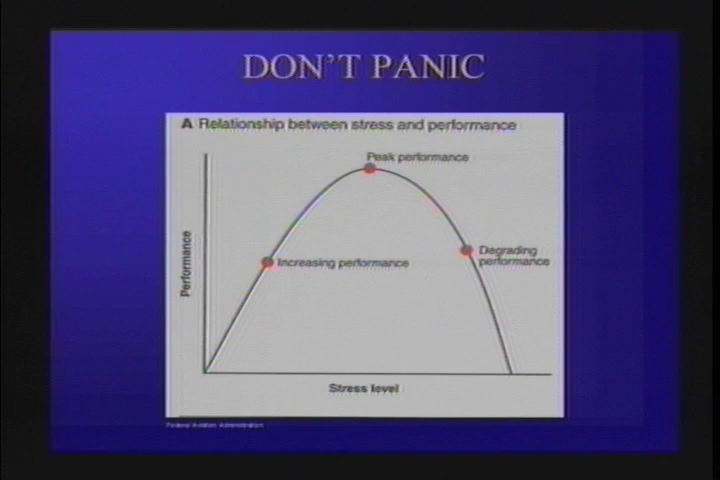 DON'T PANIC
A Relationship between stress and performance
Peak performance
Performance
Increasing performance
Degrading
performance
Stress level
Federal Aviation Administration